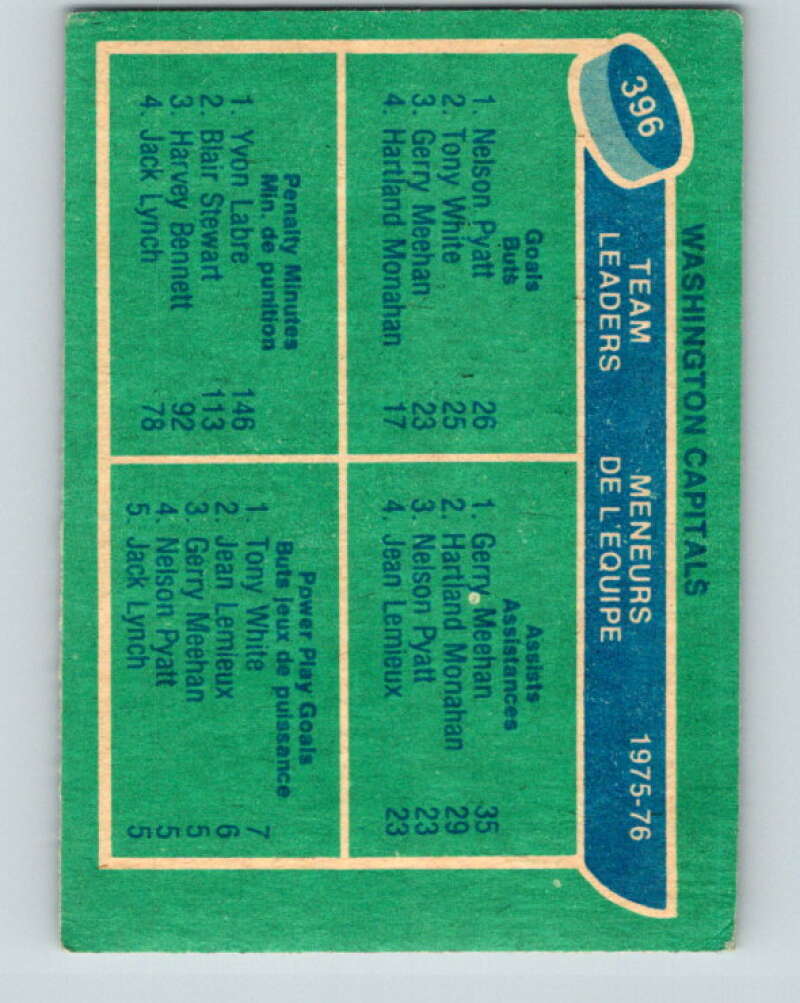 WASHINGTON CAPITALS
396
TEAM LEADERS
MENEURS DE L'EQUIPE
1975-76
Goals
Buts
1. Nelson Pyatt 26
2. Tony White 25
3. Gerry Meehan 23
4. Hartland Monahan 17
Assists
Assistances
1. Gerry Meehan 35
2. Hartland Monahan 29
3. Nelson Pyatt 23
4. Jean Lemieux 23
Penalty Minutes
Min. de punition
1. Yvon Labre 146
2. Blair Stewart 113
3. Harvey Bennett 92
4. Jack Lynch 78
Power Play Goals
Buts jeux de puissance
1. Tony White 7
2. Jean Lemieux 6
3. Gerry Meehan 5
4. Nelson Pyatt 5
5. Jack Lynch 5